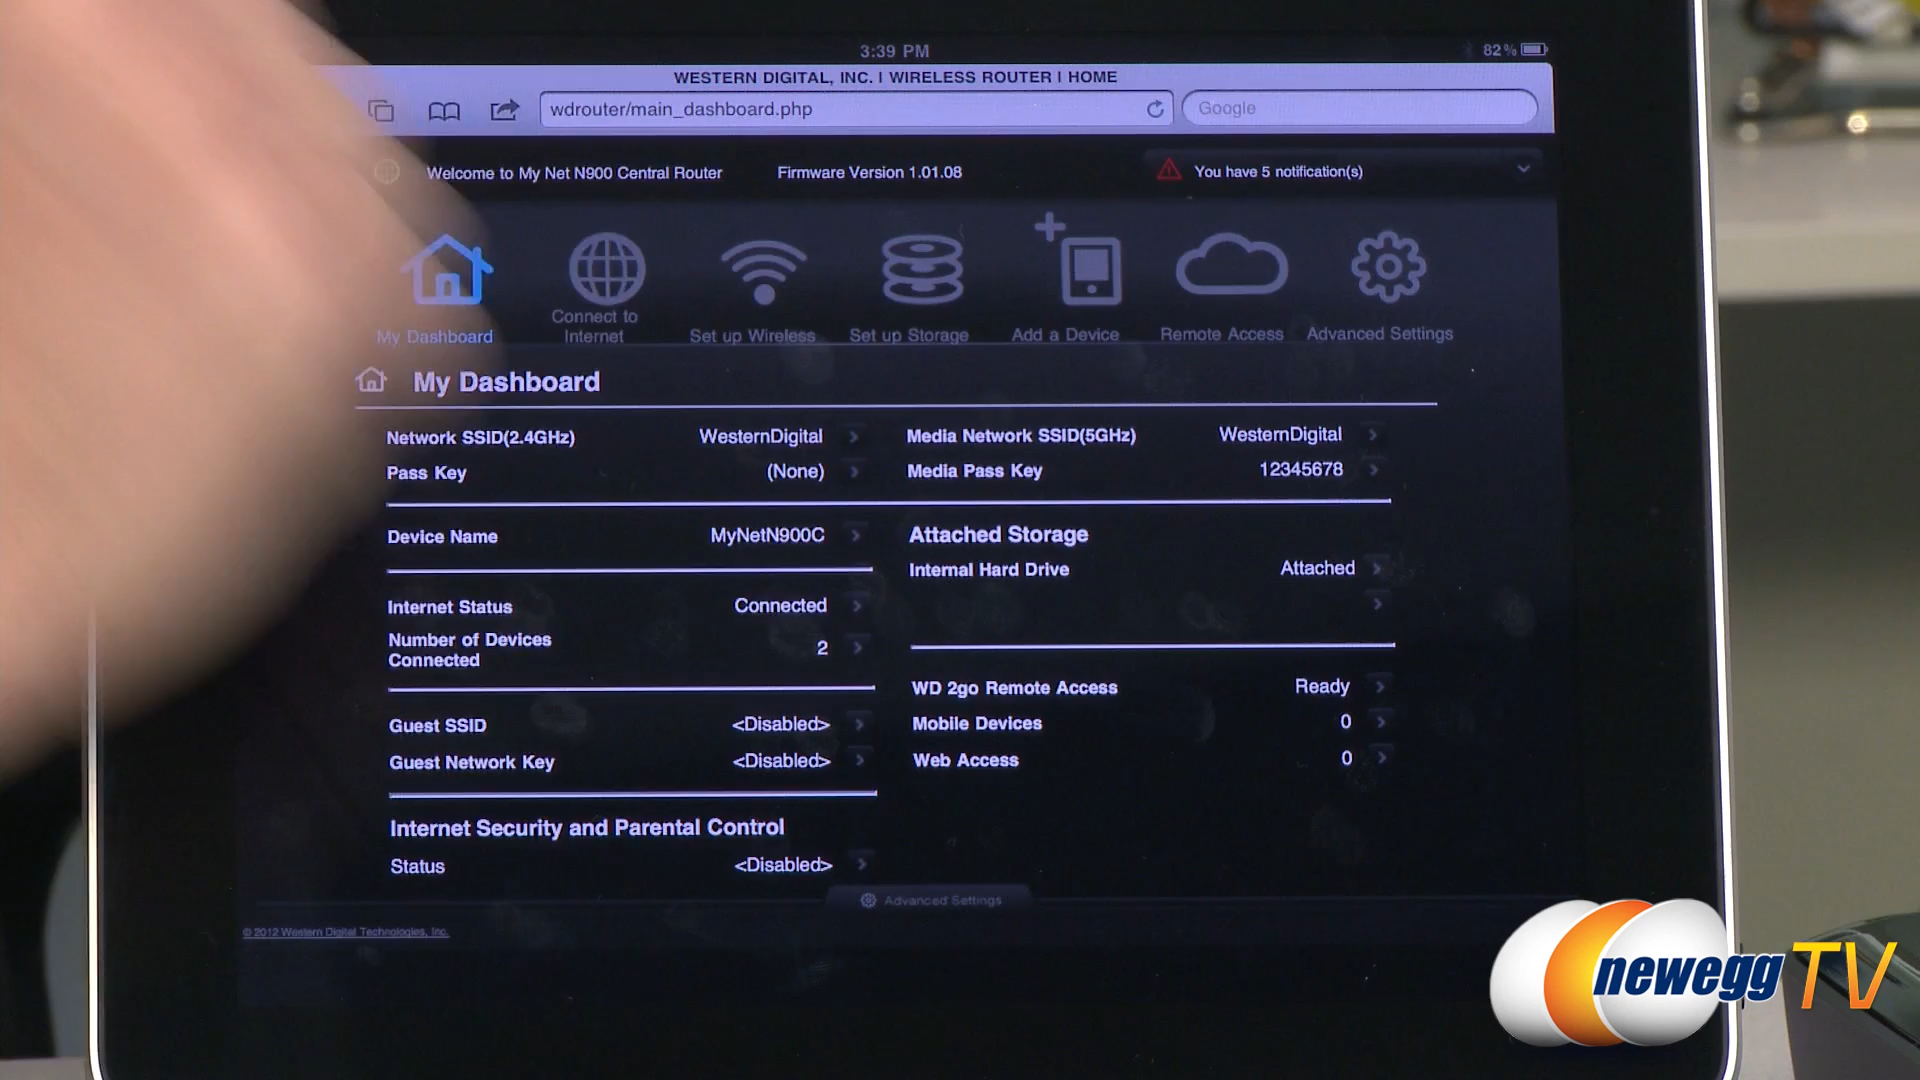 3:39 PM
82%
WESTERN DIGITAL, INC. | WIRELESS ROUTER | HOME
wdrouter/main_dashboard.php
Google
Welcome to My Net N900 Central Router
Firmware Version 1.01.08
You have 5 notification(s)
My Dashboard
Connect to
Internet
Set up Wireless
Set up Storage
Add a Device
Remote Access
Advanced Settings
My Dashboard
Network SSID(2.4GHz) WesternDigital
Pass Key (None)
Media Network SSID(5GHz) WesternDigital
Media Pass Key 12345678
Device Name MyNetN900C
Internet Status Connected
Number of Devices
Connected 2
Guest SSID <Disabled>
Guest Network Key <Disabled>
Internet Security and Parental Control
Status <Disabled>
Attached Storage
Internal Hard Drive Attached
WD 2go Remote Access Ready
Mobile Devices 0
Web Access 0
Advanced Settings
© 2012 Western Digital Technologies, Inc.
newegg TV